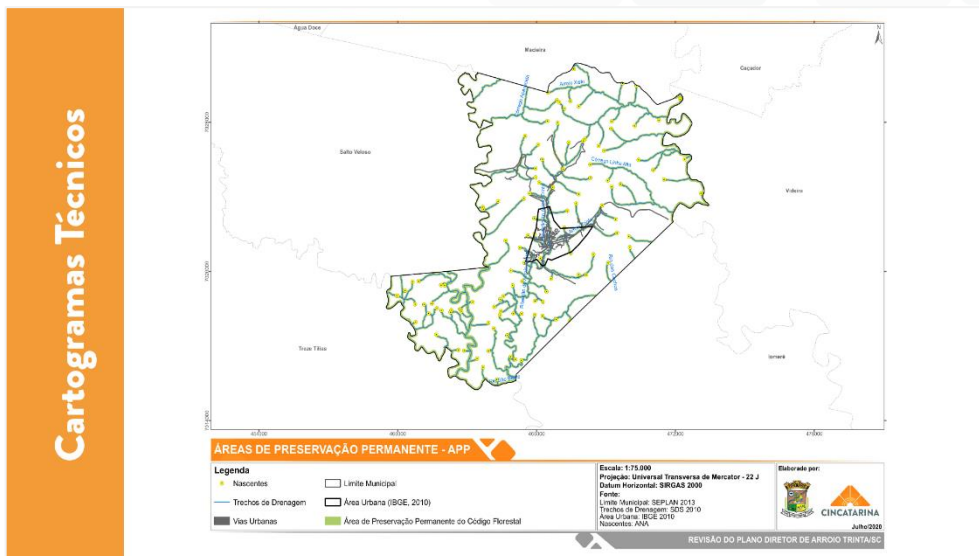 Cartogramas Técnicos
Água Doce
Macieira
Caçador
Salto Veloso
Videira
Treze Tílias
Iomerê
Córrego Linha Alta
N
ÁREAS DE PRESERVAÇÃO PERMANENTE - APP
Legenda
Nascentes
Trechos de Drenagem
Vias Urbanas
Limite Municipal
Área Urbana (IBGE, 2010)
Área de Preservação Permanente do Código Florestal
Escala: 1:75.000
Projeção: Universal Transversa de Mercator - 22 J
Datum Horizontal: SIRGAS 2000
Fonte:
Limite Municipal: SEPLAN 2013
Trechos de Drenagem: SDS 2010
Área Urbana: IBGE 2010
Nascentes: ANA
Elaborado por:
CINCATARINA
Julho/2020
REVISÃO DO PLANO DIRETOR DE ARROIO TRINTA/SC